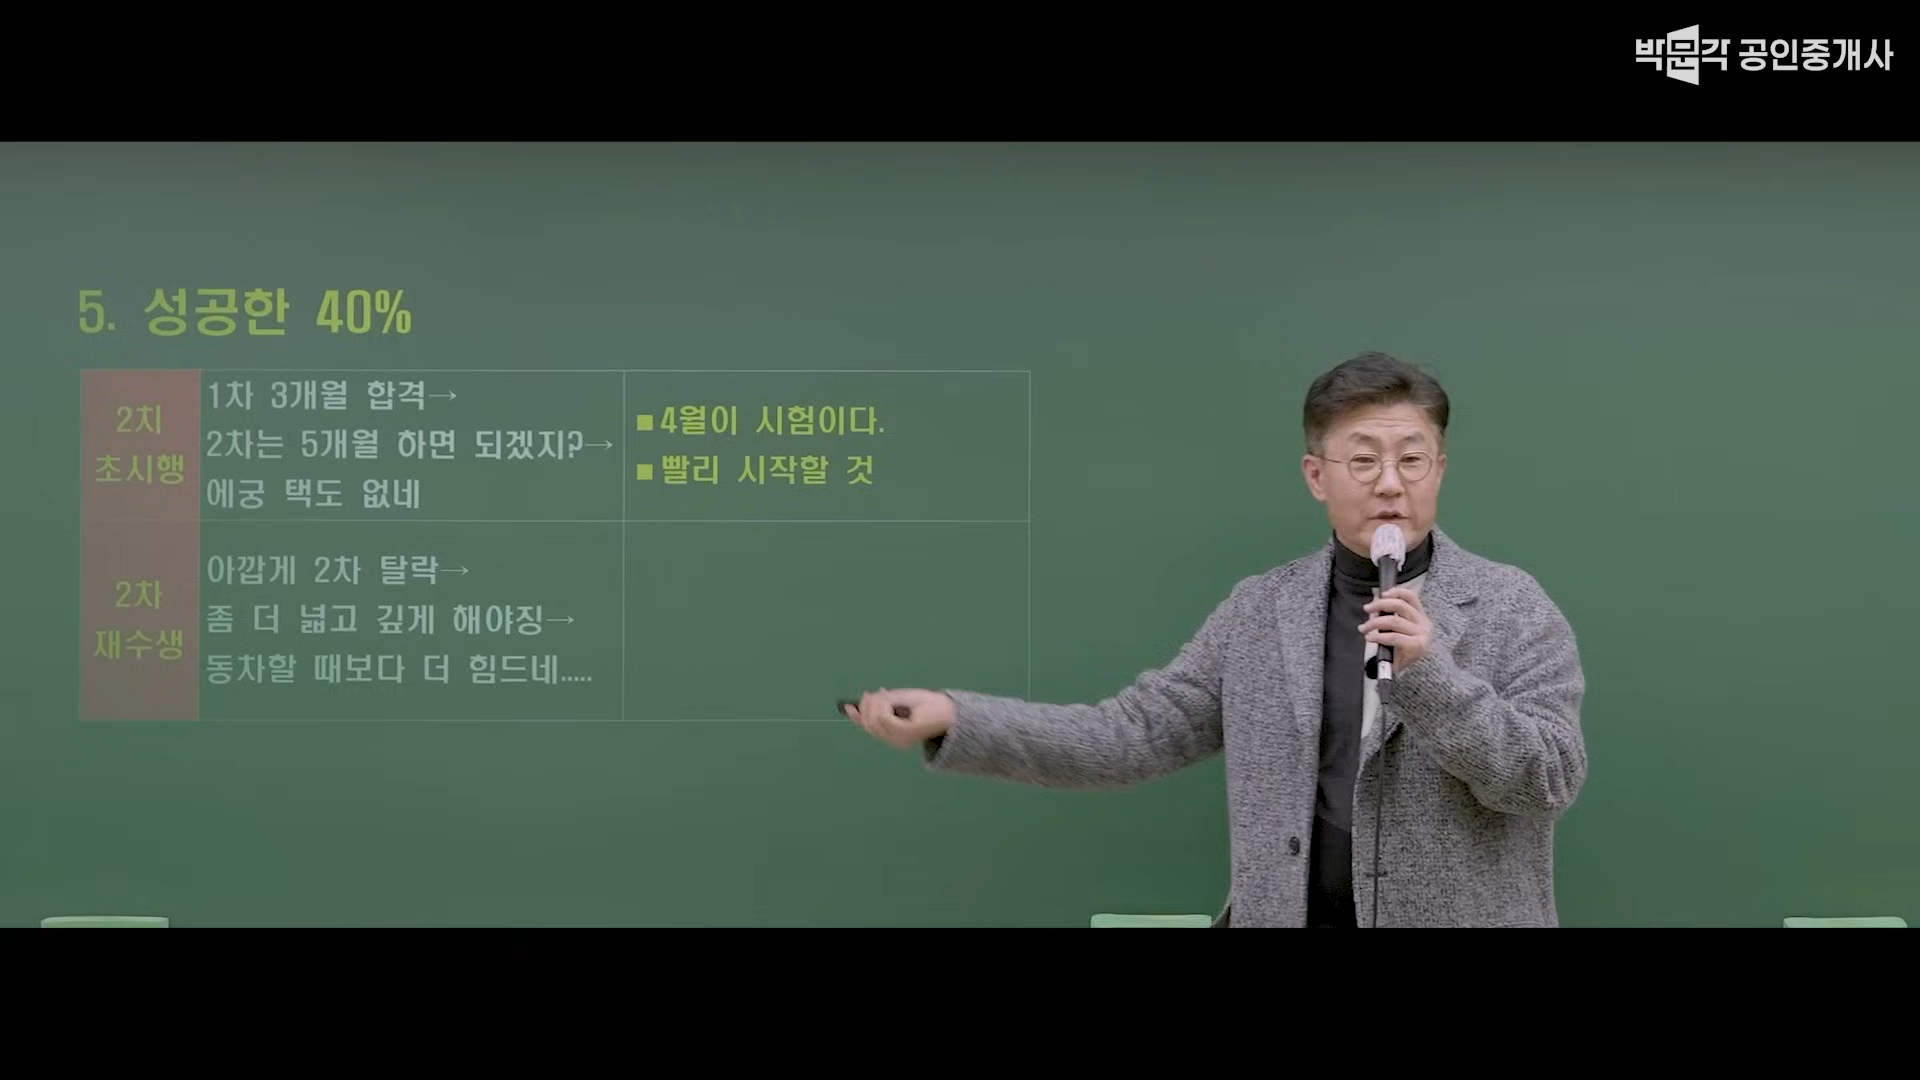 박문각 공인중개사
5. 성공한 40%
2치
초시행
1차 3개월 합격→
2차는 5개월 하면 되겠지?→
에궁 택도 없네
■ 4월이 시험이다.
■ 빨리 시작할 것
2차
재수생
아깝게 2차 탈락→
좀 더 넓고 깊게 해야징→
동차할 때보다 더 힘드네.....